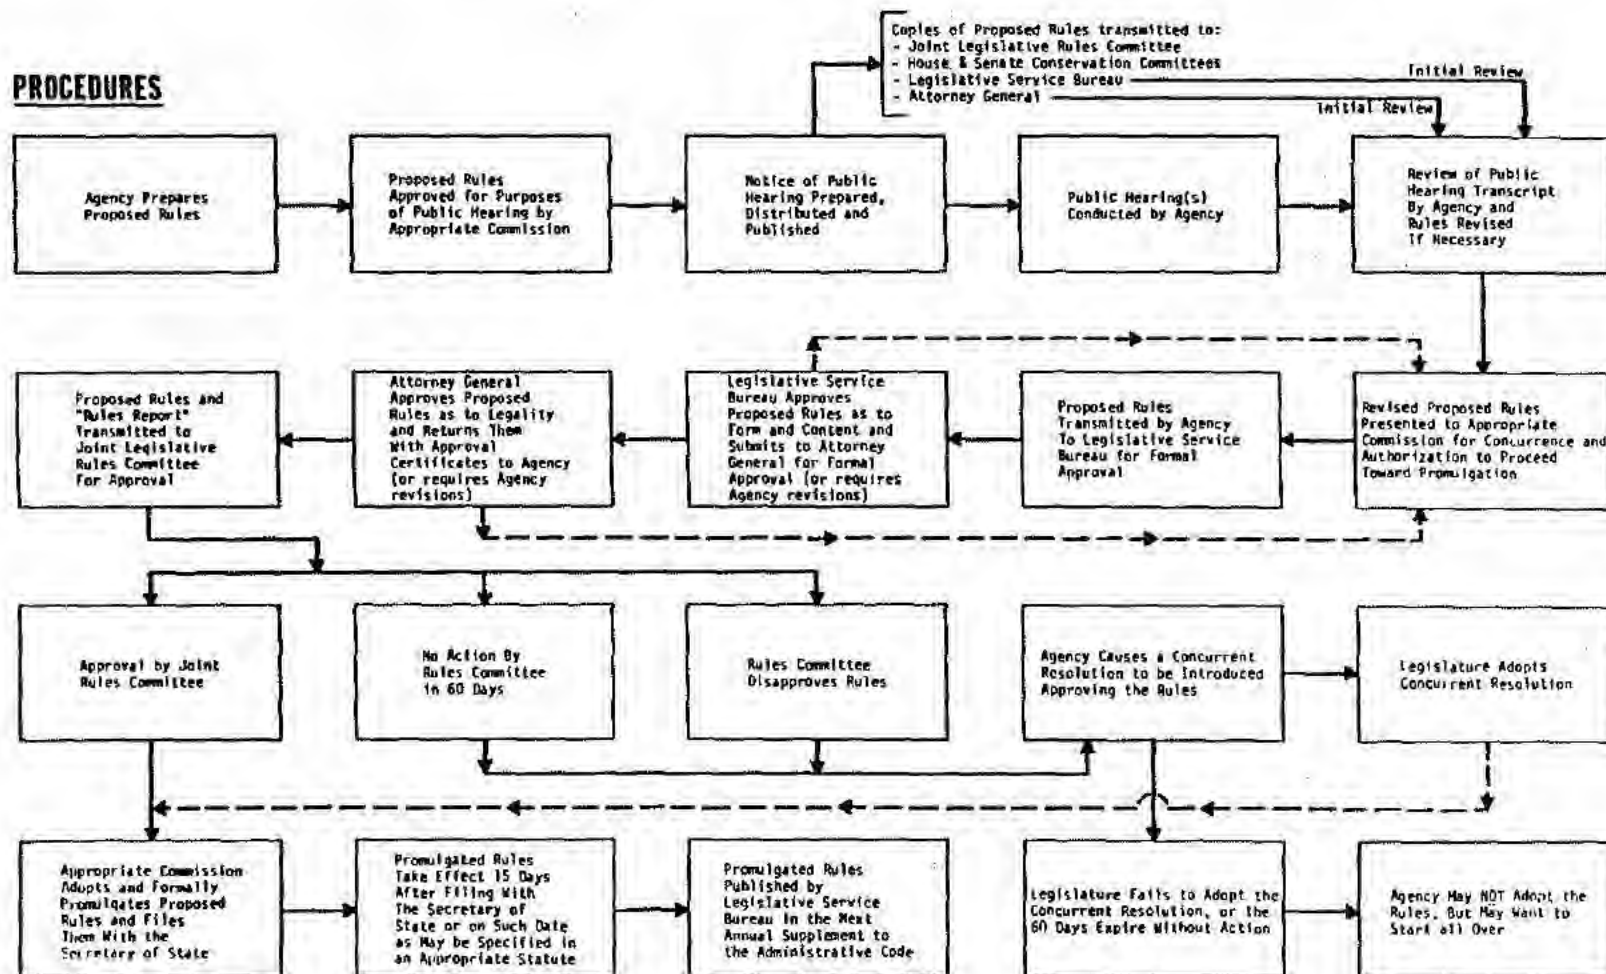 PROCEDURES
Copies of Proposed Rules transmitted to:
- Joint Legislative Rules Committee
- House & Senate Conservation Committees
- Legislative Service Bureau
- Attorney General
Initial Review
Initial Review
Agency Prepares
Proposed Rules
Proposed Rules
Approved for Purposes
of Public Hearing by
Appropriate Commission
Notice of Public
Hearing Prepared,
Distributed and
Published
Public Hearing(s)
Conducted by Agency
Review of Public
Hearing Transcript
By Agency and
Rules Revised
If Necessary
Revised Proposed Rules
Presented to Appropriate
Commission for Concurrence and
Authorization to Proceed
Toward Promulgation
Proposed Rules
Transmitted by Agency
To Legislative Service
Bureau for Formal
Approval
Legislative Service
Bureau Approves
Proposed Rules as to
Form and Content and
Submits to Attorney
General for Formal
Approval (or requires
Agency revisions)
Attorney General
Approves Proposed
Rules as to Legality
and Returns Them
With Approval
Certificates to Agency
(or requires Agency
revisions)
Proposed Rules and
"Rules Report"
Transmitted to
Joint Legislative
Rules Committee
For Approval
Approval by Joint
Rules Committee
No Action By
Rules Committee
in 60 Days
Rules Committee
Disapproves Rules
Agency Causes a Concurrent
Resolution to be Introduced
Approving the Rules
Legislature Adopts
Concurrent Resolution
Appropriate Commission
Adopts and Formally
Promulgates Proposed
Rules and Files
Them With the
Secretary of State
Promulgated Rules
Take Effect 15 Days
After Filing With
The Secretary of
State or on Such Date
as May be Specified in
an Appropriate Statute
Promulgated Rules
Published by
Legislative Service
Bureau in the Next
Annual Supplement to
the Administrative Code
Legislature Fails to Adopt the
Concurrent Resolution, or the
60 Days Expire Without Action
Agency May NOT Adopt the
Rules, But May Want to
Start all Over